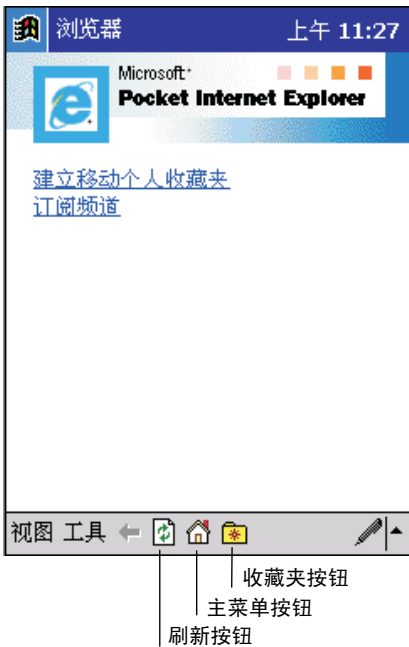 浏览器 上午 11:27
Microsoft
Pocket Internet Explorer
建立移动个人收藏夹
订阅频道
视图 工具
收藏夹按钮
主菜单按钮
刷新按钮